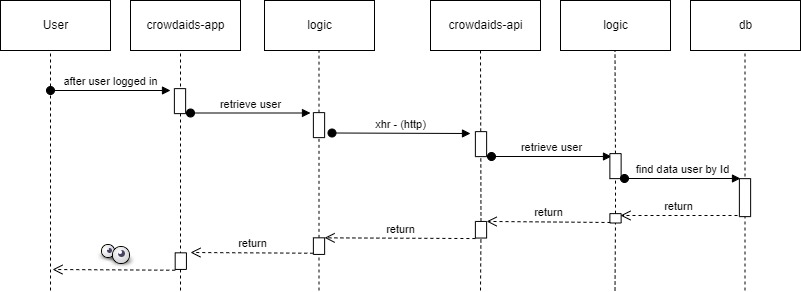 User
crowdaids-app
logic
crowdaids-api
logic
db
after user logged in
retrieve user
xhr - (http)
retrieve user
find data user by Id
return
return
return
return